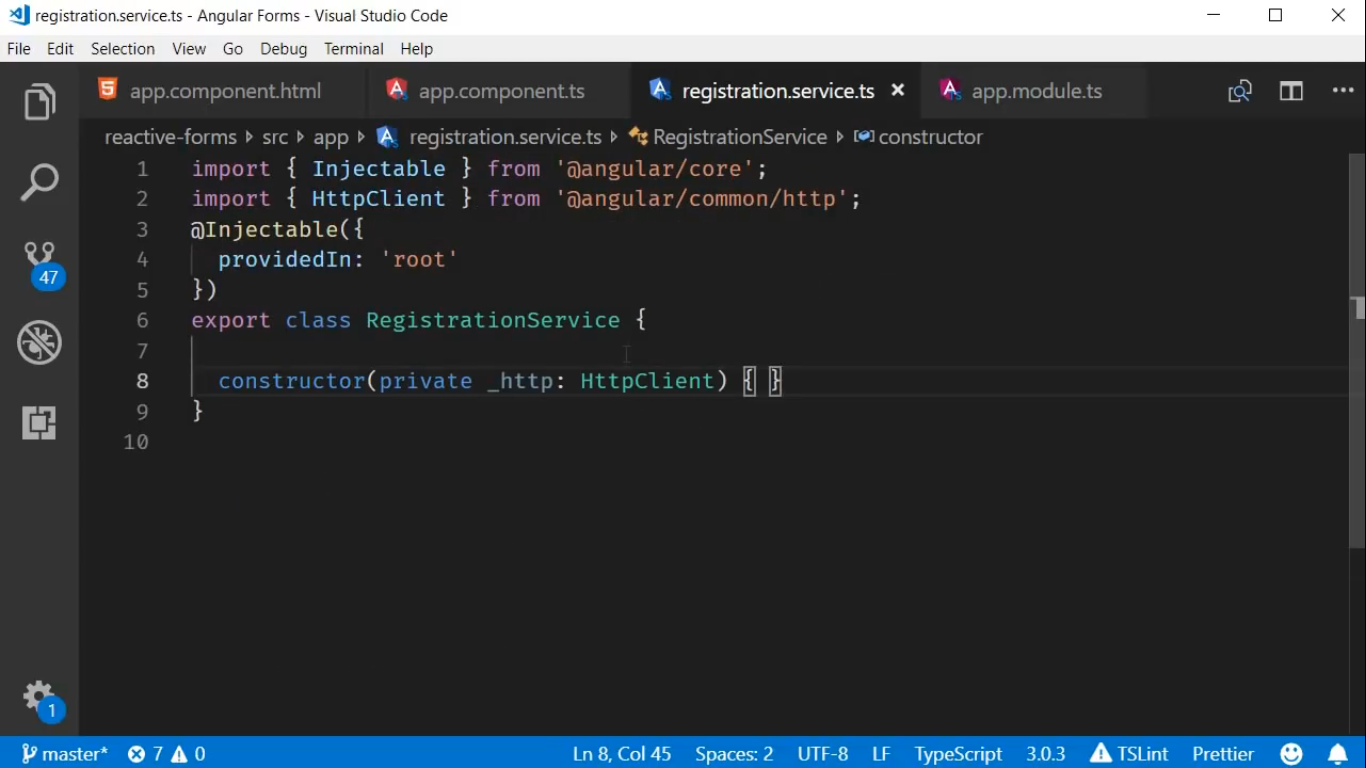 registration.service.ts - Angular Forms - Visual Studio Code
File Edit Selection View Go Debug Terminal Help
app.component.html app.component.ts registration.service.ts app.module.ts
reactive-forms src app registration.service.ts RegistrationService constructor
1 import { Injectable } from '@angular/core';
2 import { HttpClient } from '@angular/common/http';
3 @Injectable({
4 providedIn: 'root'
5 })
6 export class RegistrationService {
7
8 constructor(private _http: HttpClient) { }
9 }
10
47
1
master* 7 0 Ln 8, Col 45 Spaces: 2 UTF-8 LF TypeScript 3.0.3 TSLint Prettier